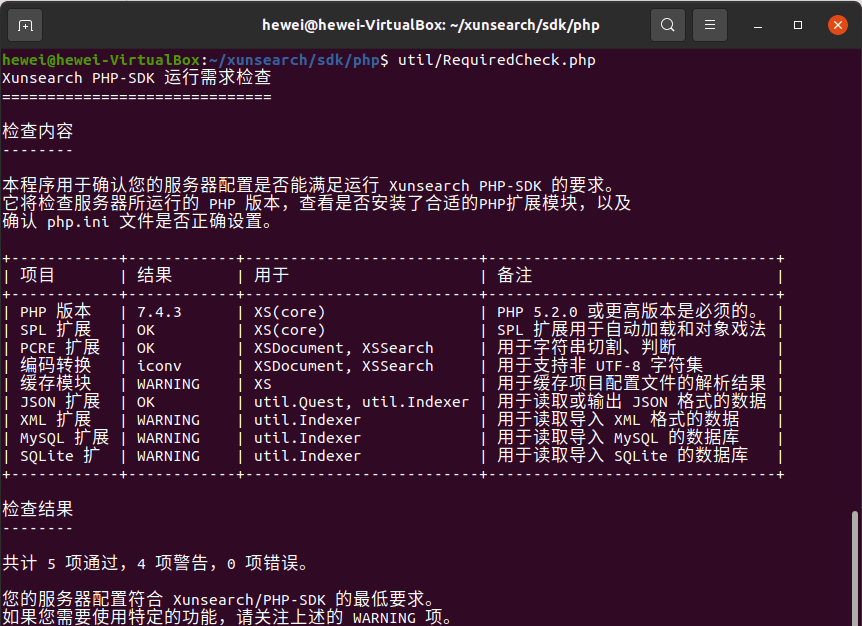 hewei@hewei-VirtualBox: ~/xunsearch/sdk/php
hewei@hewei-VirtualBox:~/xunsearch/sdk/php$ util/RequiredCheck.php
Xunsearch PHP-SDK 运行需求检查
==============================

检查内容
--------

本程序用于确认您的服务器配置是否能满足运行 Xunsearch PHP-SDK 的要求。
它将检查服务器所运行的 PHP 版本，查看是否安装了合适的PHP扩展模块，以及
确认 php.ini 文件是否正确设置。

+------------+------------+--------------------------+--------------------------------+
| 项目       | 结果       | 用于                     | 备注                           |
+------------+------------+--------------------------+--------------------------------+
| PHP 版本   | 7.4.3      | XS(core)                 | PHP 5.2.0 或更高版本是必须的。 |
| SPL 扩展   | OK         | XS(core)                 | SPL 扩展用于自动加载和对象戏法 |
| PCRE 扩展  | OK         | XSDocument, XSSearch     | 用于字符串切割、判断           |
| 编码转换   | iconv      | XSDocument, XSSearch     | 用于支持非 UTF-8 字符集        |
| 缓存模块   | WARNING    | XS                       | 用于缓存项目配置文件的解析结果 |
| JSON 扩展  | OK         | util.Quest, util.Indexer | 用于读取或输出 JSON 格式的数据 |
| XML 扩展   | WARNING    | util.Indexer             | 用于读取导入 XML 格式的数据    |
| MySQL 扩展 | WARNING    | util.Indexer             | 用于读取导入 MySQL 的数据库    |
| SQLite 扩  | WARNING    | util.Indexer             | 用于读取导入 SQLite 的数据库   |
+------------+------------+--------------------------+--------------------------------+

检查结果
--------

共计 5 项通过，4 项警告，0 项错误。

您的服务器配置符合 Xunsearch/PHP-SDK 的最低要求。
如果您需要使用特定的功能，请关注上述的 WARNING 项。